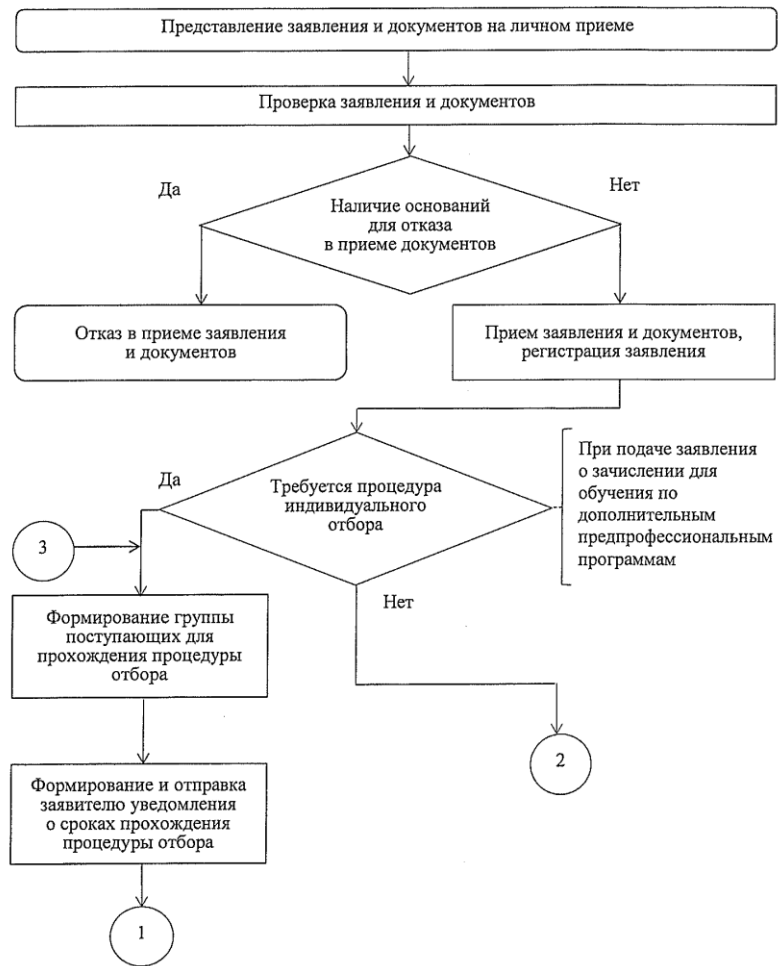 Представление заявления и документов на личном приеме
Проверка заявления и документов
Да
Нет
Наличие оснований
для отказа
в приеме документов
Отказ в приеме заявления
и документов
Прием заявления и документов,
регистрация заявления
Да
Требуется процедура
индивидуального
отбора
При подаче заявления
о зачислении для
обучения по
дополнительным
предпрофессиональным
программам
3
Нет
Формирование группы
поступающих для
прохождения процедуры
отбора
2
Формирование и отправка
заявителю уведомления
о сроках прохождения
процедуры отбора
1